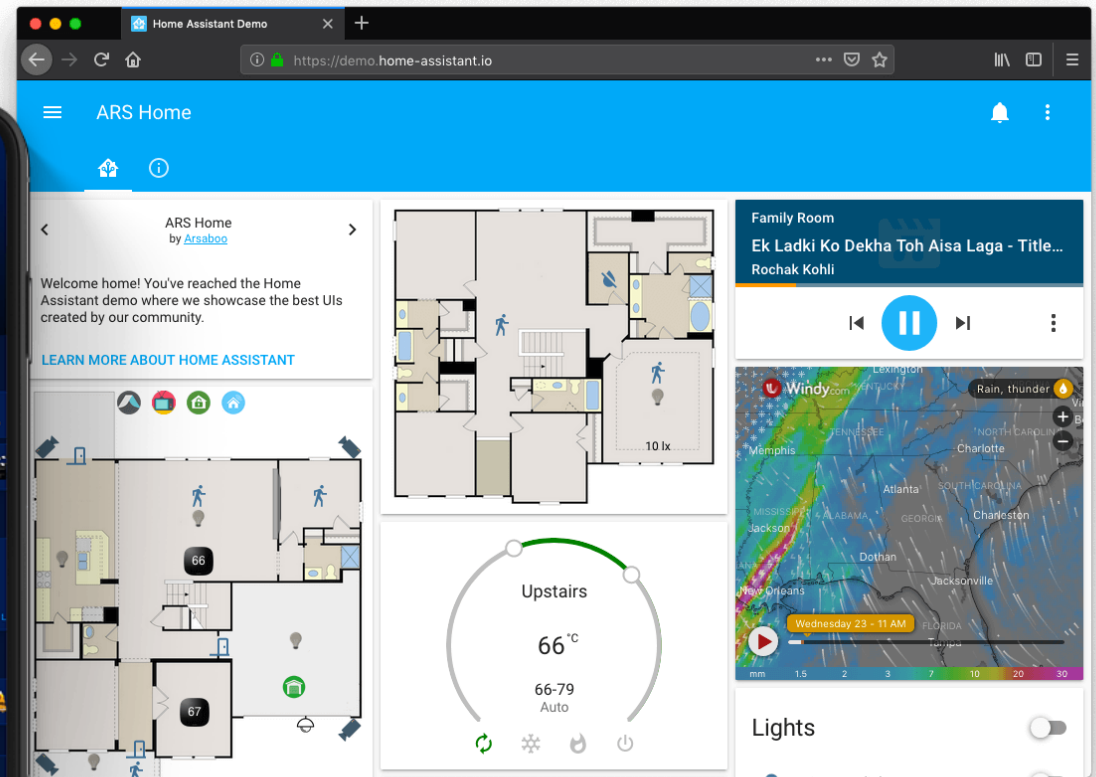 Home Assistant Demo
https://demo.home-assistant.io
ARS Home
ARS Home
by Arsaboo
Welcome home! You've reached the Home
Assistant demo where we showcase the best UIs
created by our community.
LEARN MORE ABOUT HOME ASSISTANT
66
67
10 lx
Upstairs
66 °C
66-79
Auto
Family Room
Ek Ladki Ko Dekha Toh Aisa Laga - Title...
Rochak Kohli
Windy.com
Rain, thunder
Lexington
KENTUCKY
TENNESSEE
NORTH CAROLIN
Memphis
Charlotte
Atlanta
SOUTH CAROLINA
MISSISSIPPI
ALABAMA
GEORGIA
Charleston
Jackson
Dothan
Jacksonville
New Orleans
Wednesday 23 - 11 AM
FLORIDA
Tampa
mm 1.5 2 3 7 10 20 30
Lights